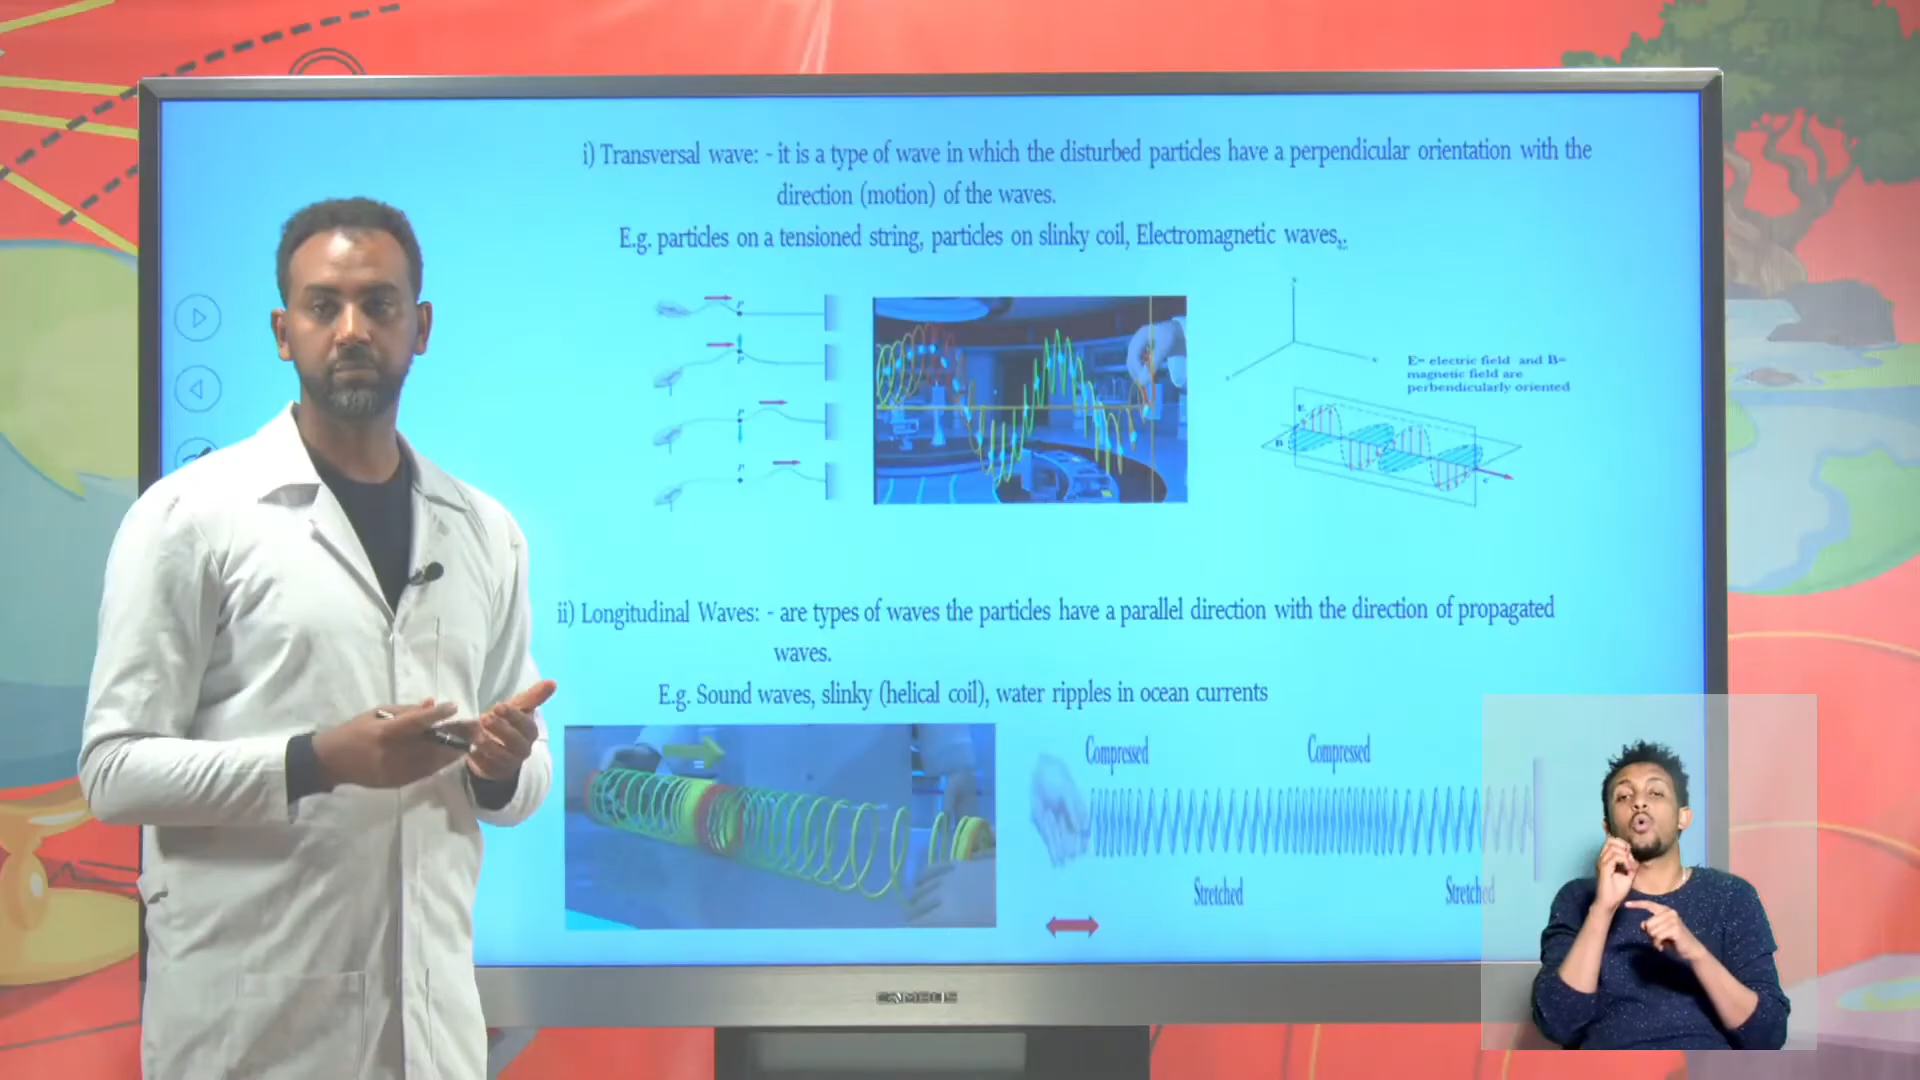 i) Transversal wave: - it is a type of wave in which the disturbed particles have a perpendicular orientation with the
direction (motion) of the waves.
E.g. particles on a tensioned string, particles on slinky coil, Electromagnetic waves,..
P
P
P
P
E= electric field and B=
magnetic field are
perbendicularly oriented
E
B
c
ii) Longitudinal Waves: - are types of waves the particles have a parallel direction with the direction of propagated
waves.
E.g. Sound waves, slinky (helical coil), water ripples in ocean currents
Compressed
Compressed
Stretched
Stretched